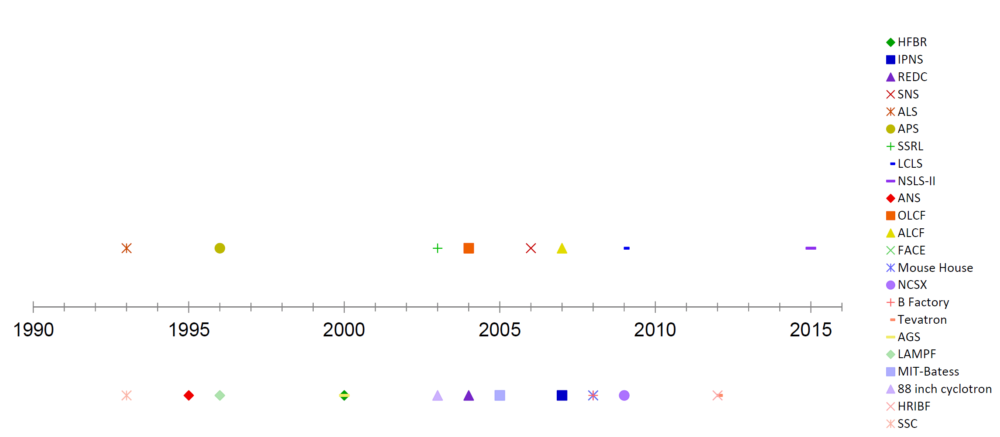 HFBR
IPNS
REDC
SNS
ALS
APS
SSRL
LCLS
NSLS-II
ANS
OLCF
ALCF
FACE
Mouse House
NCSX
B Factory
Tevatron
AGS
LAMPF
MIT-Batess
88 inch cyclotron
HRIBF
SSC
1990 1995 2000 2005 2010 2015